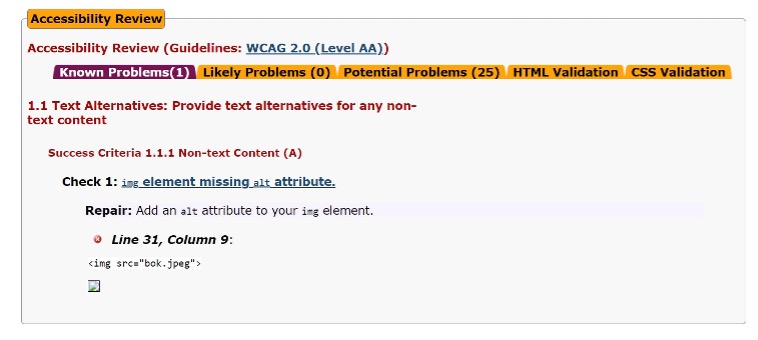 Accessibility Review
Accessibility Review (Guidelines: WCAG 2.0 (Level AA))
Known Problems(1) Likely Problems (0) Potential Problems (25) HTML Validation CSS Validation
1.1 Text Alternatives: Provide text alternatives for any non-
text content
Success Criteria 1.1.1 Non-text Content (A)
Check 1: img element missing alt attribute.
Repair: Add an alt attribute to your img element.
Line 31, Column 9:
<img src="bok.jpeg">